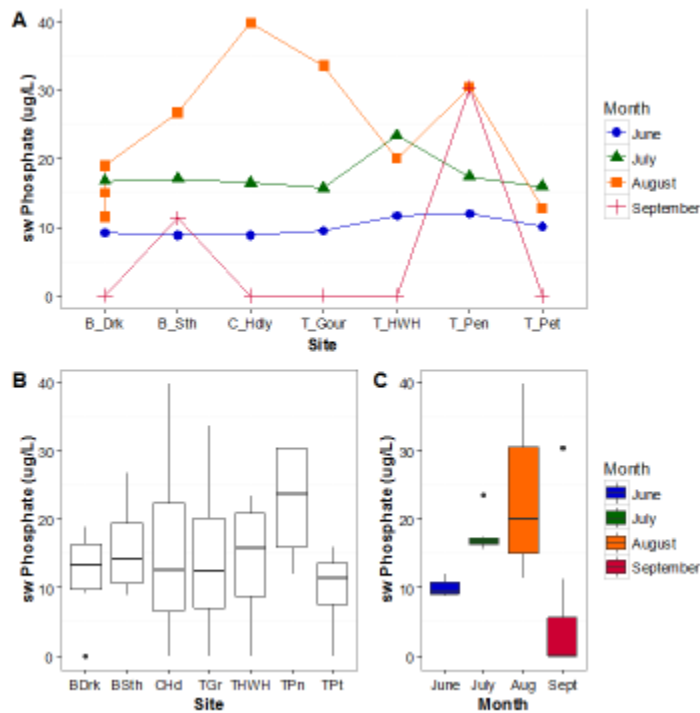 A
40
30
20
10
0
sw Phosphate (ug/L)
B_Drk B_Sth C_Hdly T_Gour T_HWH T_Pen T_Pet
Site
Month
June
July
August
September
B
40
30
20
10
0
sw Phosphate (ug/L)
BDrk BSth CHd TGr THWH TPn TPt
Site
C
40
30
20
10
0
sw Phosphate (ug/L)
June July Aug Sept
Month
Month
June
July
August
September